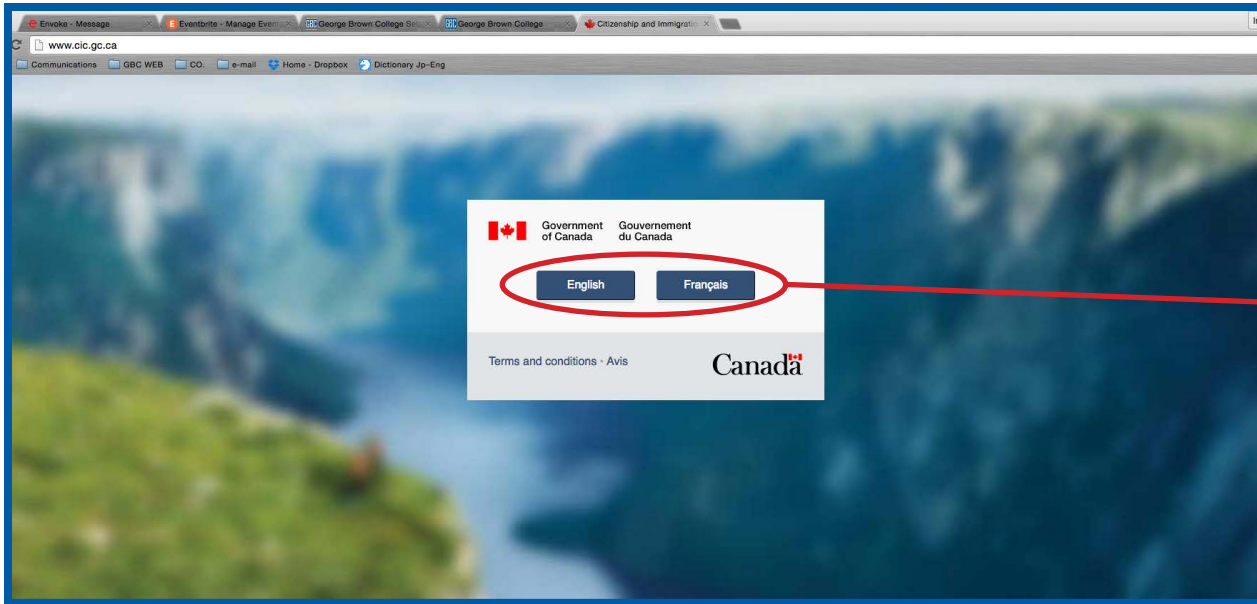 Envoke - Message
Eventbrite - Manage Even
George Brown College Se
George Brown College
Citizenship and Immigratio
www.cic.gc.ca
Communications GBC WEB CO. e-mail Home - Dropbox Dictionary Jp-Eng
Government of Canada
Gouvernement du Canada
English Français
Terms and conditions · Avis
Canada